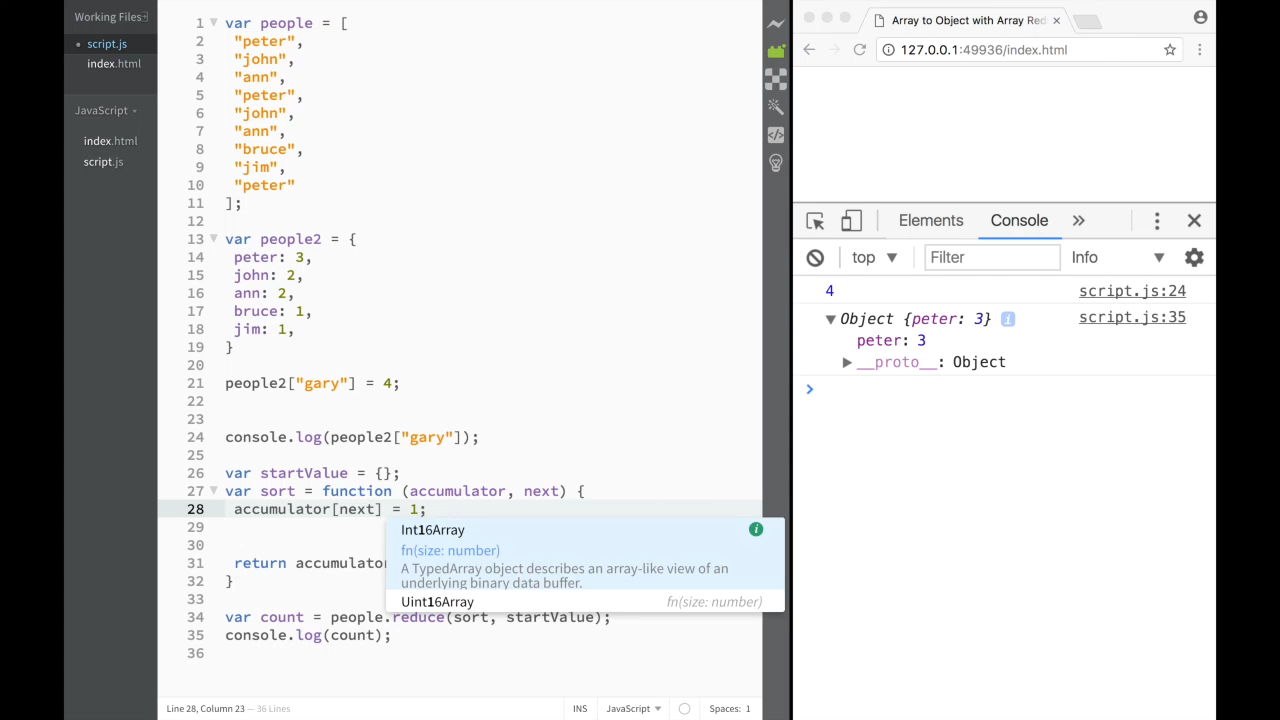 Working Files
script.js
index.html
JavaScript
index.html
script.js
1 var people = [
2 "peter",
3 "john",
4 "ann",
5 "peter",
6 "john",
7 "ann",
8 "bruce",
9 "jim",
10 "peter"
11 ];
12
13 var people2 = {
14 peter: 3,
15 john: 2,
16 ann: 2,
17 bruce: 1,
18 jim: 1,
19 }
20
21 people2["gary"] = 4;
22
23
24 console.log(people2["gary"]);
25
26 var startValue = {};
27 var sort = function (accumulator, next) {
28 accumulator[next] = 1;
29
30
31 return accumulator
32 }
33
34 var count = people.reduce(sort, startValue);
35 console.log(count);
36
Int16Array
fn(size: number)
A TypedArray object describes an array-like view of an
underlying binary data buffer.
Uint16Array fn(size: number)
Line 28, Column 23 — 36 Lines INS JavaScript Spaces: 1
Array to Object with Array Red
127.0.0.1:49936/index.html
Elements Console
top Filter Info
4 script.js:24
Object {peter: 3} script.js:35
peter: 3
__proto__: Object